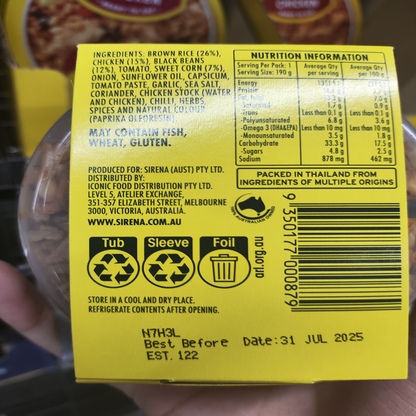 INGREDIENTS: BROWN RICE (26%),
CHICKEN (15%), BLACK BEANS
(12%), TOMATO, SWEET CORN (7%),
ONION, SUNFLOWER OIL, CAPSICUM,
TOMATO PASTE, GARLIC, SEA SALT,
CORIANDER, CHICKEN STOCK (WATER
AND CHICKEN), CHILLI, HERBS,
SPICES AND NATURAL COLOUR
(PAPRIKA OLEORESIN).
MAY CONTAIN FISH,
WHEAT, GLUTEN.
PRODUCED FOR: SIRENA (AUST) PTY LTD.
DISTRIBUTED BY:
ICONIC FOOD DISTRIBUTION PTY LTD.
LEVEL 5, ATELIER EXCHANGE,
351-357 ELIZABETH STREET, MELBOURNE
3000, VICTORIA, AUSTRALIA.
WWW.SIRENA.COM.AU
Tub Sleeve Foil
arl.org.au
STORE IN A COOL AND DRY PLACE.
REFRIGERATE CONTENTS AFTER OPENING.
N7H3L
Best Before Date:31 JUL 2025
EST. 122
NUTRITION INFORMATION
Serving Per Pack: 1 Average Qty Average Qty
Serving Size: 190 g per serving per 100 g
Energy
Protein
-Trans Less than 0.1 g Less than 0.1 g
-Polyunsaturated 6.8 g 3.6 g
-Omega 3 (DHA&EPA) Less than 10 mg Less than 10 mg
-Monounsaturated 3.5 g 1.8 g
Carbohydrate 33.3 g 17.5 g
-Sugars 4.8 g 2.5 g
Sodium 878 mg 462 mg
PACKED IN THAILAND FROM
INGREDIENTS OF MULTIPLE ORIGINS
9 350177 000879